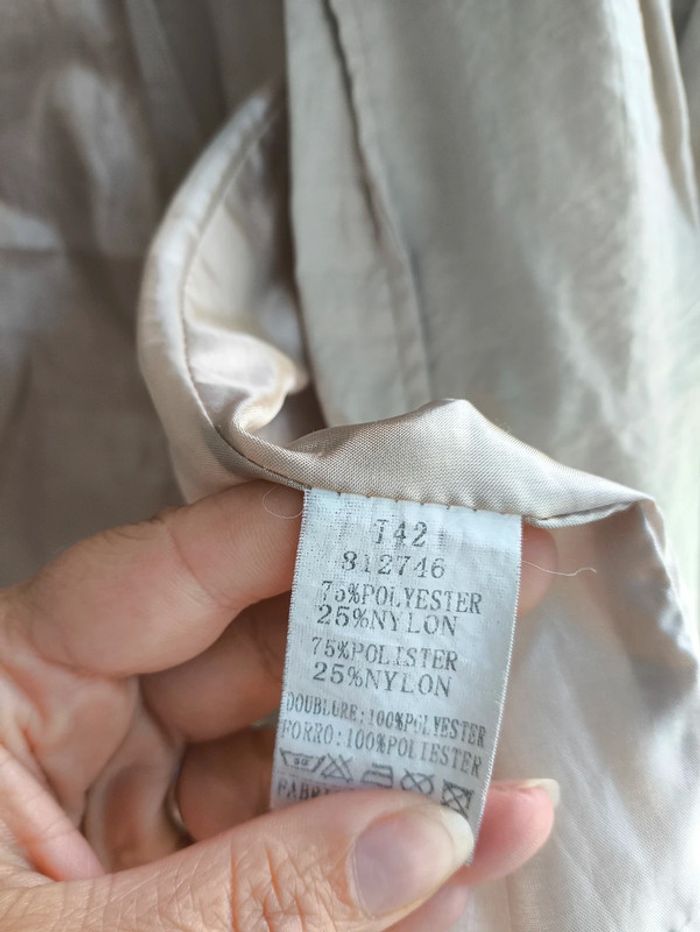 T42
812746
75%POLYESTER
25%NYLON
75%POLISTER
25%NYLON
DOUBLURE:100%POLYESTER
FORRO:100%POLIESTER